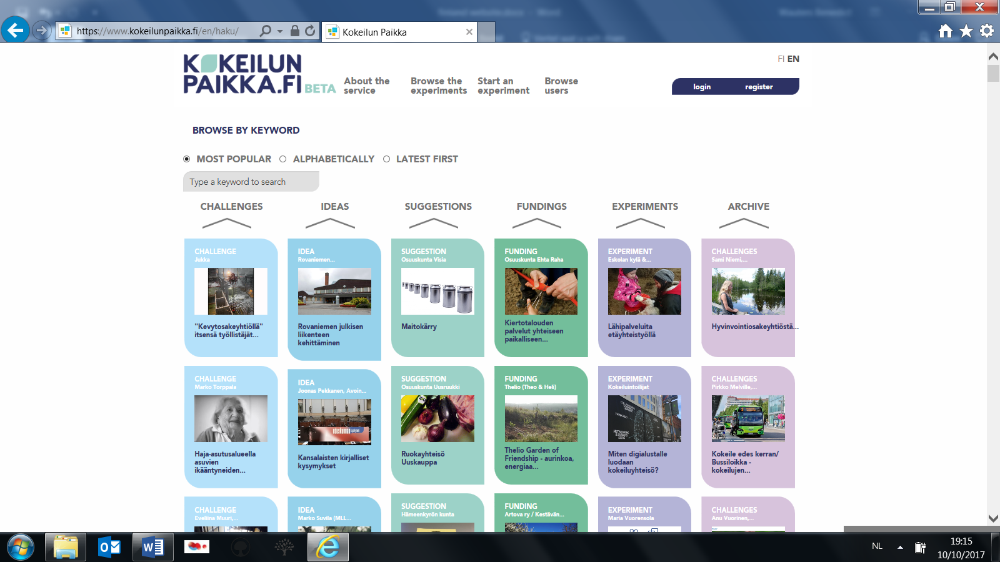 https://www.kokeilunpaikka.fi/en/haku/
Kokeilun Paikka
FI EN
KOKEILUN
PAIKKA.FI BETA
About the
service
Browse the
experiments
Start an
experiment
Browse
users
login
register
BROWSE BY KEYWORD
MOST POPULAR
ALPHABETICALLY
LATEST FIRST
Type a keyword to search
CHALLENGES
IDEAS
SUGGESTIONS
FUNDINGS
EXPERIMENTS
ARCHIVE
CHALLENGE
Jukka
"Kevytosakeyhtiöllä"
itsensä työllistäjät...
IDEA
Rovaniemen...
Rovaniemen julkisen
liikenteen
kehittäminen
SUGGESTION
Osuuskunta Visia
Maitokärry
FUNDING
Osuuskunta Ehta Raha
Kiertotalouden
palvelut yhteiseen
paikalliseen...
EXPERIMENT
Eskolan kylä &...
Lähipalveluita
etäyhteistyöllä
CHALLENGES
Sami Niemi,...
Hyvinvointiosakeyhtiöstä...
CHALLENGE
Marko Torppala
Haja-asutusalueella
asuvien
ikääntyneiden...
IDEA
Joonas Pekkanen, Avoin...
Kansalaisten kirjalliset
kysymykset
SUGGESTION
Osuuskunta Uusruukki
Ruokayhteisö
Uuskauppa
FUNDING
Thelio (Theo & Heli)
Thelio Garden of
Friendship - aurinkoa,
energiaa...
EXPERIMENT
Kokeiluintoilijat
Miten digialustalle
luodaan
kokeiluyhteisö?
CHALLENGES
Pirkko Melville,...
Kokeile edes kerran/
Bussiloikka -
kokeilujen...
CHALLENGE
Eveliina Muuri,...
IDEA
Marko Suvila (MLL...
SUGGESTION
Hämeenkyrön kunta
FUNDING
Artova ry / Kestävän...
EXPERIMENT
Maria Vuorensola
CHALLENGES
Anu Vuorinen,...
NL
19:15
10/10/2017